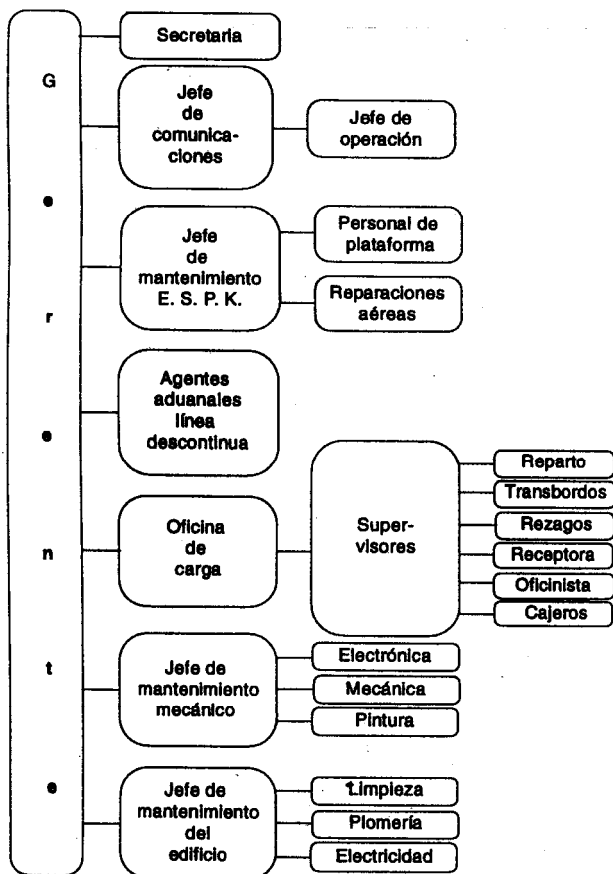 Gerente
Secretaria
Jefe
de
comunica-
ciones
Jefe de
operación
Jefe
de
mantenimiento
E. S. P. K.
Personal de
plataforma
Reparaciones
aéreas
Agentes
aduanales
línea
descontinua
Oficina
de
carga
Super-
visores
Reparto
Transbordos
Rezagos
Receptora
Oficinista
Cajeros
Jefe de
mantenimiento
mecánico
Electrónica
Mecánica
Pintura
Jefe de
mantenimiento
del
edificio
Limpieza
Plomería
Electricidad